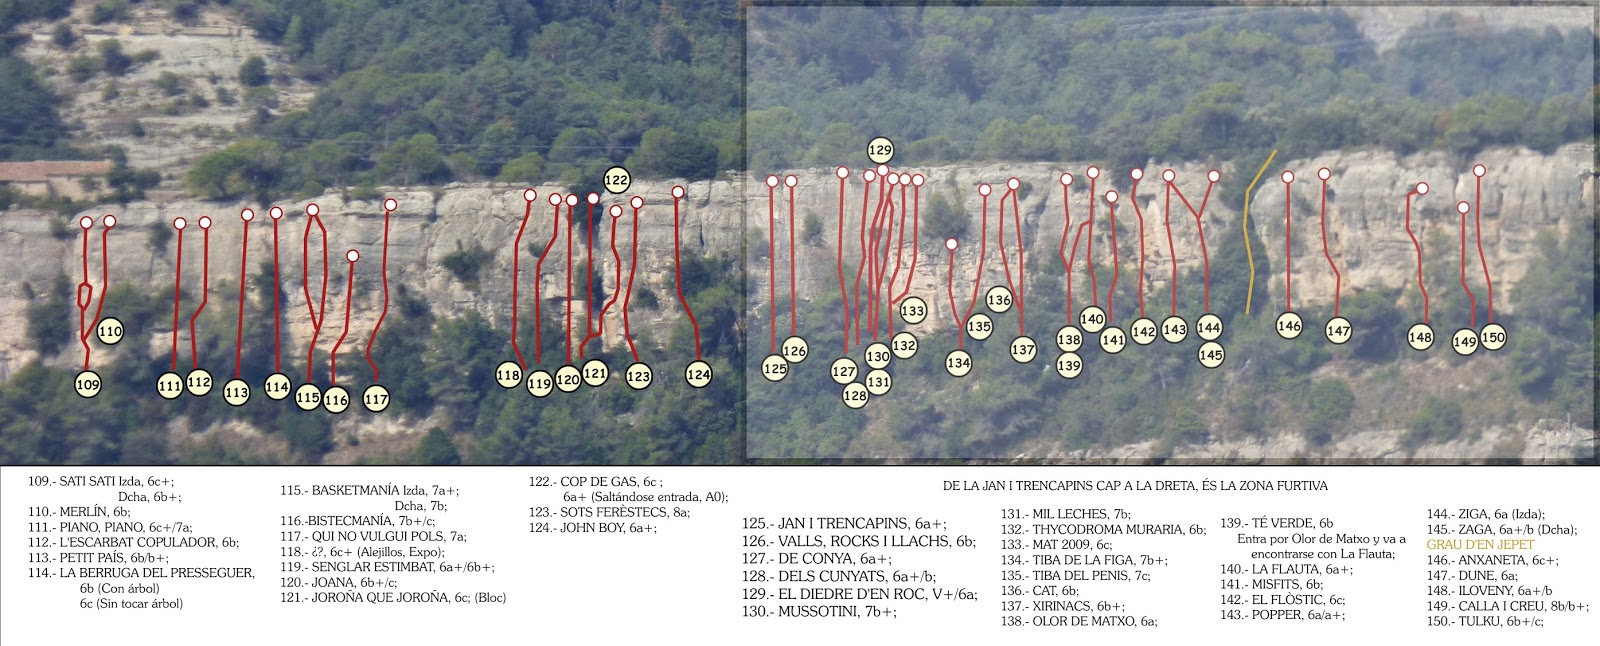 122
129
110
109
111
112
113
114
115
116
117
118
119
120
121
123
124
125
126
127
128
130
131
132
133
134
135
136
137
138
139
140
141
142
143
144
145
146
147
148
149
150
109.- SATI SATI Izda, 6c+;
Dcha, 6b+;
110.- MERLÍN, 6b;
111.- PIANO, PIANO, 6c+/7a;
112.- L'ESCARBAT COPULADOR, 6b;
113.- PETIT PAÍS, 6b/b+;
114.- LA BERRUGA DEL PRESSEGUER,
6b (Con árbol)
6c (Sin tocar árbol)
115.- BASKETMANÍA Izda, 7a+;
Dcha, 7b;
116.-BISTECMANÍA, 7b+/c;
117.- QUI NO VULGUI POLS, 7a;
118.- ¿?, 6c+ (Alejillos, Expo);
119.- SENGLAR ESTIMBAT, 6a+/6b+;
120.- JOANA, 6b+/c;
121.- JOROÑA QUE JOROÑA, 6c; (Bloc)
122.- COP DE GAS, 6c ;
6a+ (Saltándose entrada, A0);
123.- SOTS FERÈSTECS, 8a;
124.- JOHN BOY, 6a+;
DE LA JAN I TRENCAPINS CAP A LA DRETA, ÉS LA ZONA FURTIVA
125.- JAN I TRENCAPINS, 6a+;
126.- VALLS, ROCKS I LLACHS, 6b;
127.- DE CONYA, 6a+;
128.- DELS CUNYATS, 6a+/b;
129.- EL DIEDRE D'EN ROC, V+/6a;
130.- MUSSOTINI, 7b+;
131.- MIL LECHES, 7b;
132.- THYCODROMA MURARIA, 6b;
133.- MAT 2009, 6c;
134.- TIBA DE LA FIGA, 7b+;
135.- TIBA DEL PENIS, 7c;
136.- CAT, 6b;
137.- XIRINACS, 6b+;
138.- OLOR DE MATXO, 6a;
139.- TÉ VERDE, 6b
Entra por Olor de Matxo y va a
encontrarse con La Flauta;
140.- LA FLAUTA, 6a+;
141.- MISFITS, 6b;
142.- EL FLÒSTIC, 6c;
143.- POPPER, 6a/a+;
144.- ZIGA, 6a (Izda);
145.- ZAGA, 6a+/b (Dcha);
GRAU D'EN JEPET
146.- ANXANETA, 6c+;
147.- DUNE, 6a;
148.- ILOVENY, 6a+/b
149.- CALLA I CREU, 8b/b+;
150.- TULKU, 6b+/c;